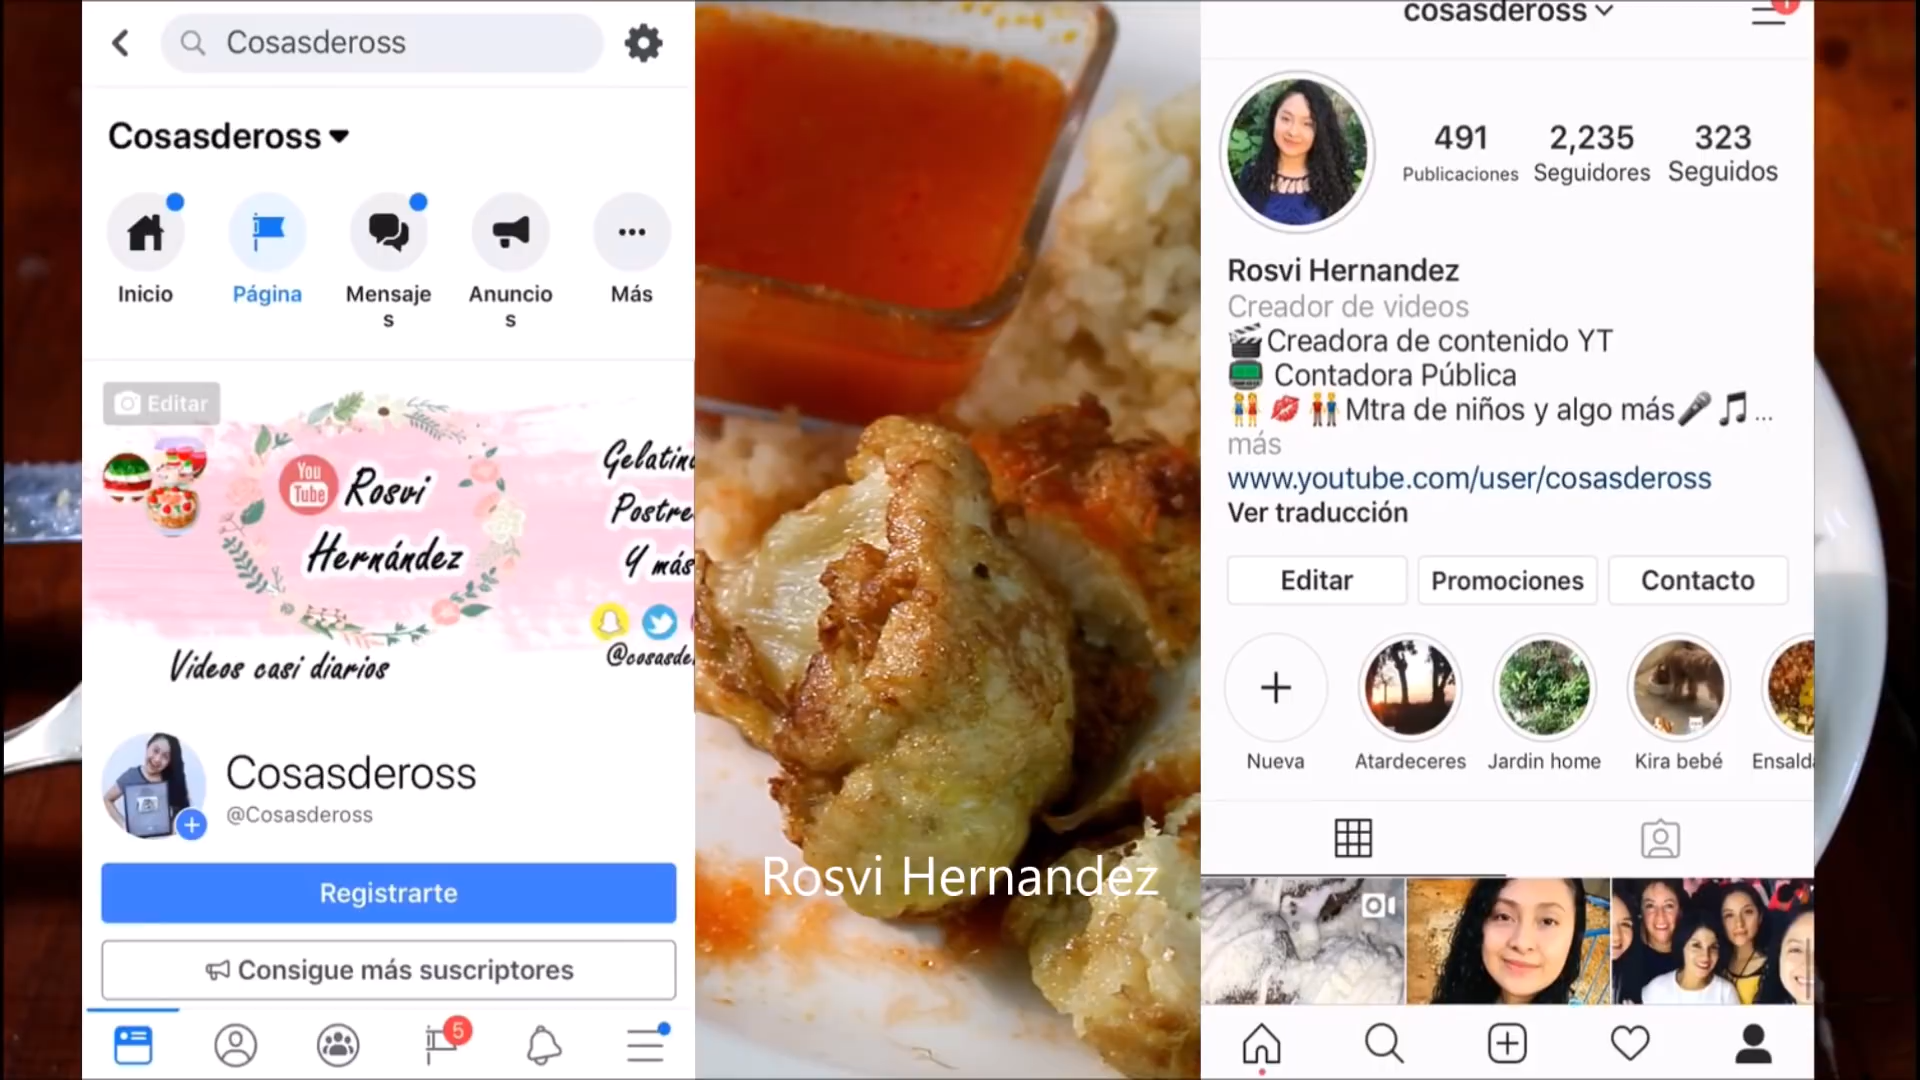 Cosasdeross
Cosasdeross
Inicio
Página
Mensaje
s
Anuncio
s
Más
Editar
You
Tube
Rosvi
Hernández
Videos casi diarios
Gelatin
Postre
Y más
@cosasde
Cosasdeross
@Cosasdeross
Registrarte
Consigue más suscriptores
5
Rosvi Hernandez
cosasdeross
491
Publicaciones
2,235
Seguidores
323
Seguidos
Rosvi Hernandez
Creador de videos
Creadora de contenido YT
Contadora Pública
Mtra de niños y algo más ...
más
www.youtube.com/user/cosasdeross
Ver traducción
Editar
Promociones
Contacto
Nueva
Atardeceres
Jardin home
Kira bebé
Ensald